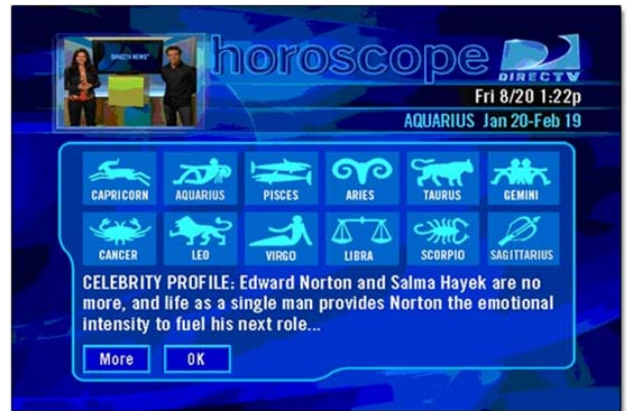 DIRECTV NEWS
horoscope
DIRECTV
Fri 8/20 1:22p
AQUARIUS Jan 20-Feb 19
CAPRICORN AQUARIUS PISCES ARIES TAURUS GEMINI
CANCER LEO VIRGO LIBRA SCORPIO SAGITTARIUS
CELEBRITY PROFILE: Edward Norton and Salma Hayek are no
more, and life as a single man provides Norton the emotional
intensity to fuel his next role...
More OK